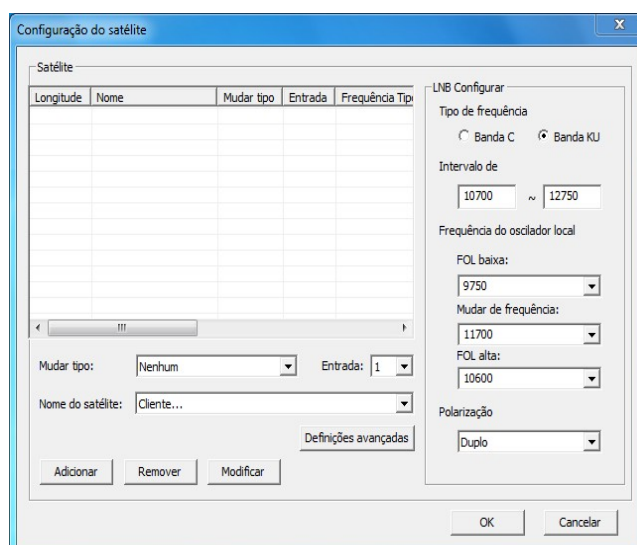 Configuração do satélite
x
Satélite
Longitude Nome Mudar tipo Entrada Frequência Tipo
LNB Configurar
Tipo de frequência
Banda C Banda KU
Intervalo de
10700 ~ 12750
Frequência do oscilador local
FOL baixa:
9750
Mudar de frequência:
11700
FOL alta:
10600
Mudar tipo: Nenhum Entrada: 1
Nome do satélite: Cliente...
Polarização
Definições avançadas
Duplo
Adicionar Remover Modificar
OK Cancelar